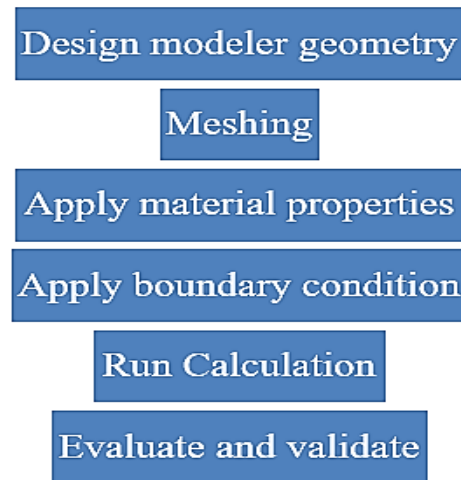 Design modeler geometry
Meshing
Apply material properties
Apply boundary condition
Run Calculation
Evaluate and validate